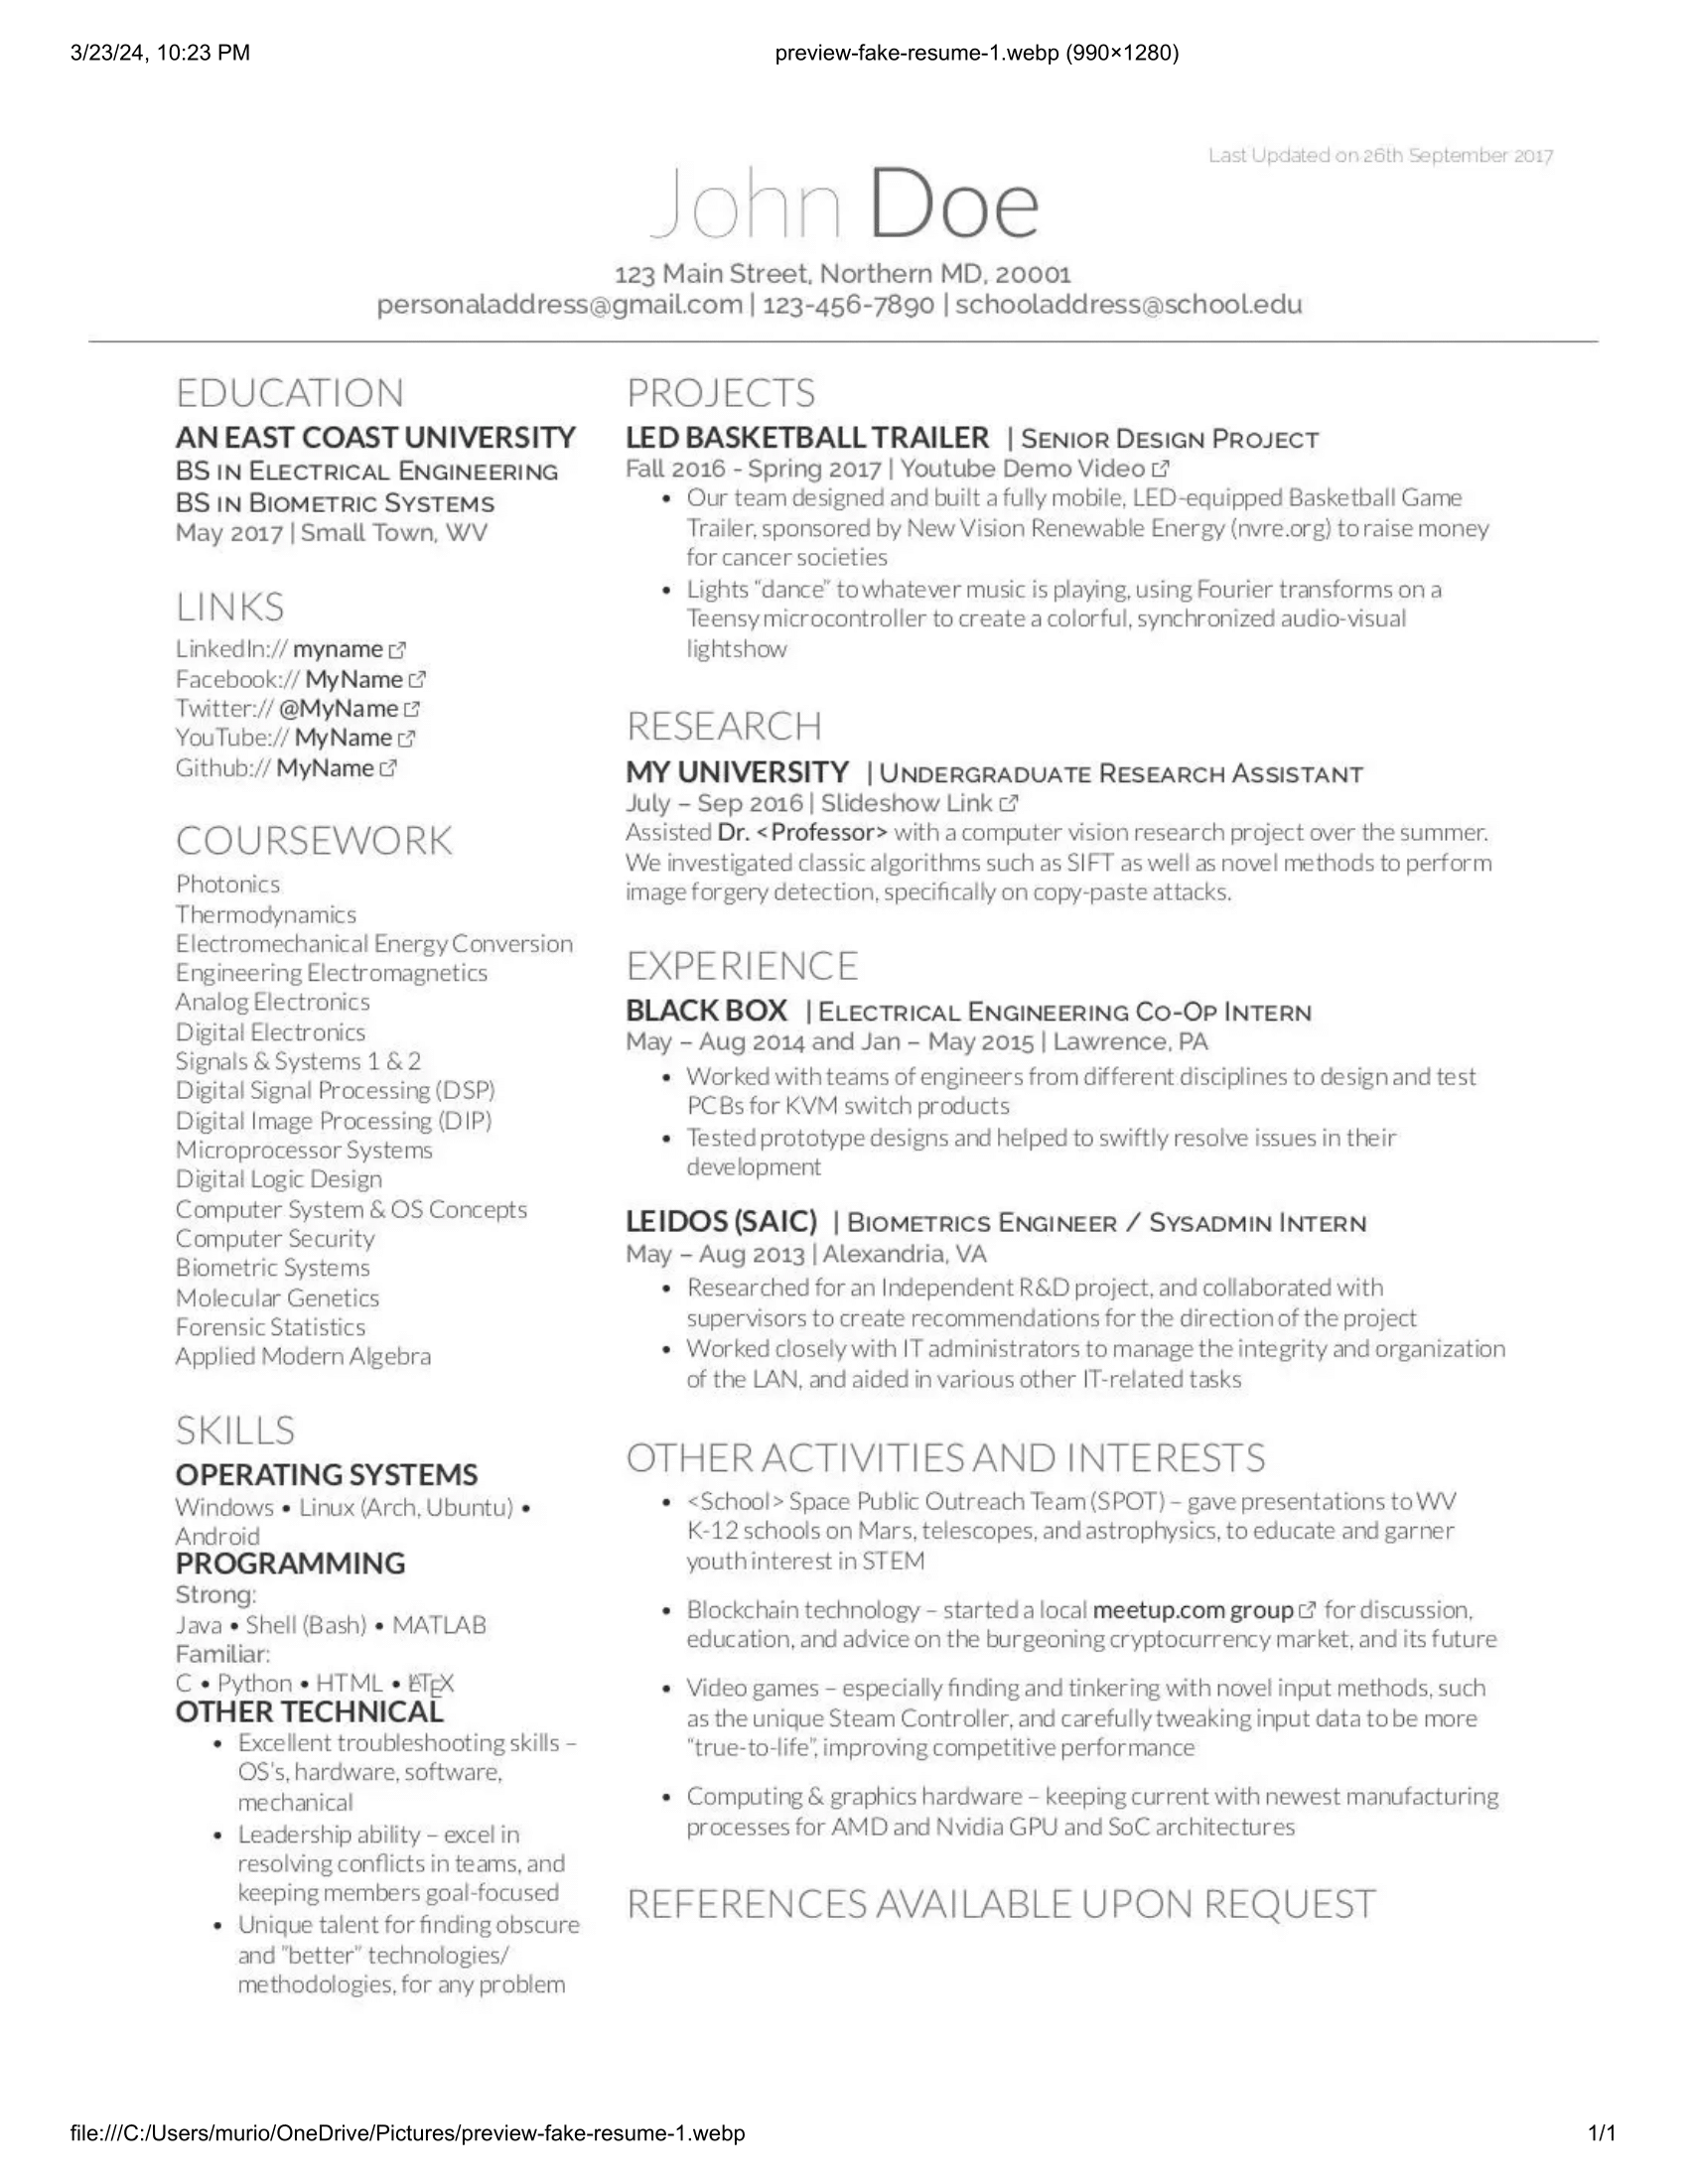 3/23/24, 10:23 PM
preview-fake-resume-1.webp (990×1280)
Last Updated on 26th September 2017
John Doe
123 Main Street, Northern MD, 20001
personaladdress@gmail.com | 123-456-7890 | schooladdress@school.edu
EDUCATION
AN EAST COAST UNIVERSITY
BS IN ELECTRICAL ENGINEERING
BS IN BIOMETRIC SYSTEMS
May 2017 | Small Town, WV
LINKS
LinkedIn:// myname
Facebook:// MyName
Twitter:// @MyName
YouTube:// MyName
Github:// MyName
COURSEWORK
Photonics
Thermodynamics
Electromechanical Energy Conversion
Engineering Electromagnetics
Analog Electronics
Digital Electronics
Signals & Systems 1 & 2
Digital Signal Processing (DSP)
Digital Image Processing (DIP)
Microprocessor Systems
Digital Logic Design
Computer System & OS Concepts
Computer Security
Biometric Systems
Molecular Genetics
Forensic Statistics
Applied Modern Algebra
SKILLS
OPERATING SYSTEMS
Windows • Linux (Arch, Ubuntu) •
Android
PROGRAMMING
Strong:
Java • Shell (Bash) • MATLAB
Familiar:
C • Python • HTML • LATEX
OTHER TECHNICAL
• Excellent troubleshooting skills –
OS's, hardware, software,
mechanical
• Leadership ability – excel in
resolving conflicts in teams, and
keeping members goal-focused
• Unique talent for finding obscure
and "better" technologies/
methodologies, for any problem
PROJECTS
LED BASKETBALL TRAILER | SENIOR DESIGN PROJECT
Fall 2016 - Spring 2017 | Youtube Demo Video
• Our team designed and built a fully mobile, LED-equipped Basketball Game
Trailer, sponsored by New Vision Renewable Energy (nvre.org) to raise money
for cancer societies
• Lights “dance” to whatever music is playing, using Fourier transforms on a
Teensy microcontroller to create a colorful, synchronized audio-visual
lightshow
RESEARCH
MY UNIVERSITY | UNDERGRADUATE RESEARCH ASSISTANT
July – Sep 2016 | Slideshow Link
Assisted Dr. <Professor> with a computer vision research project over the summer.
We investigated classic algorithms such as SIFT as well as novel methods to perform
image forgery detection, specifically on copy-paste attacks.
EXPERIENCE
BLACK BOX | ELECTRICAL ENGINEERING CO-OP INTERN
May – Aug 2014 and Jan – May 2015 | Lawrence, PA
• Worked with teams of engineers from different disciplines to design and test
PCBs for KVM switch products
• Tested prototype designs and helped to swiftly resolve issues in their
development
LEIDOS (SAIC) | BIOMETRICS ENGINEER / SYSADMIN INTERN
May – Aug 2013 | Alexandria, VA
• Researched for an Independent R&D project, and collaborated with
supervisors to create recommendations for the direction of the project
• Worked closely with IT administrators to manage the integrity and organization
of the LAN, and aided in various other IT-related tasks
OTHER ACTIVITIES AND INTERESTS
• <School> Space Public Outreach Team (SPOT) – gave presentations to WV
K-12 schools on Mars, telescopes, and astrophysics, to educate and garner
youth interest in STEM
• Blockchain technology – started a local meetup.com group for discussion,
education, and advice on the burgeoning cryptocurrency market, and its future
• Video games – especially finding and tinkering with novel input methods, such
as the unique Steam Controller, and carefully tweaking input data to be more
“true-to-life”, improving competitive performance
• Computing & graphics hardware – keeping current with newest manufacturing
processes for AMD and Nvidia GPU and SoC architectures
REFERENCES AVAILABLE UPON REQUEST
file:///C:/Users/murio/OneDrive/Pictures/preview-fake-resume-1.webp
1/1